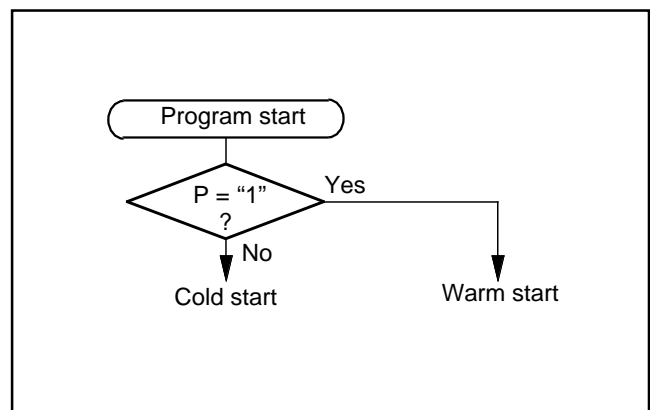 Program start
P = “1”
?
Yes
No
Cold start
Warm start